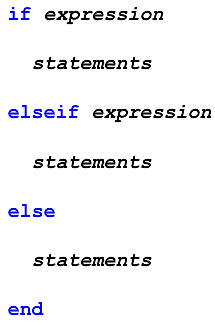 if expression
statements
elseif expression
statements
else
statements
end